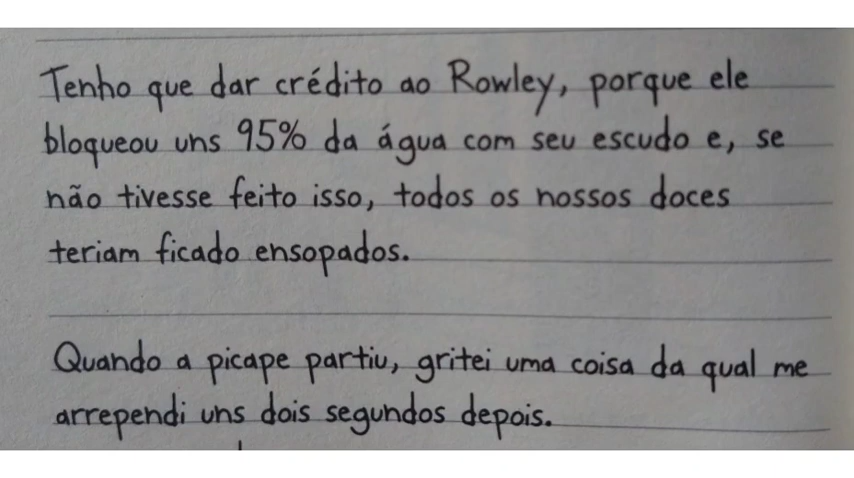 Tenho que dar crédito ao Rowley, porque ele
bloqueou uns 95% da água com seu escudo e, se
não tivesse feito isso, todos os nossos doces
teriam ficado ensopados.
Quando a picape partiu, gritei uma coisa da qual me
arrependi uns dois segundos depois.